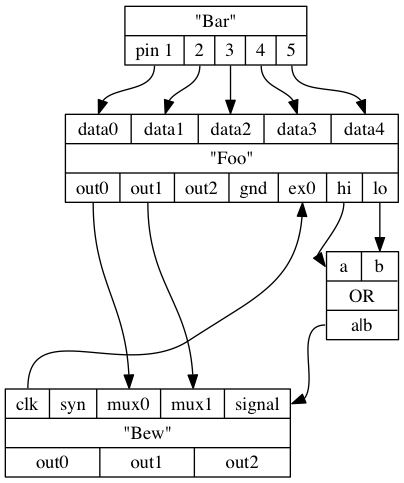 "Bar"
pin 1 2 3 4 5
data0 data1 data2 data3 data4
"Foo"
out0 out1 out2 gnd ex0 hi lo
a b
OR
a|b
clk syn mux0 mux1 signal
"Bew"
out0 out1 out2